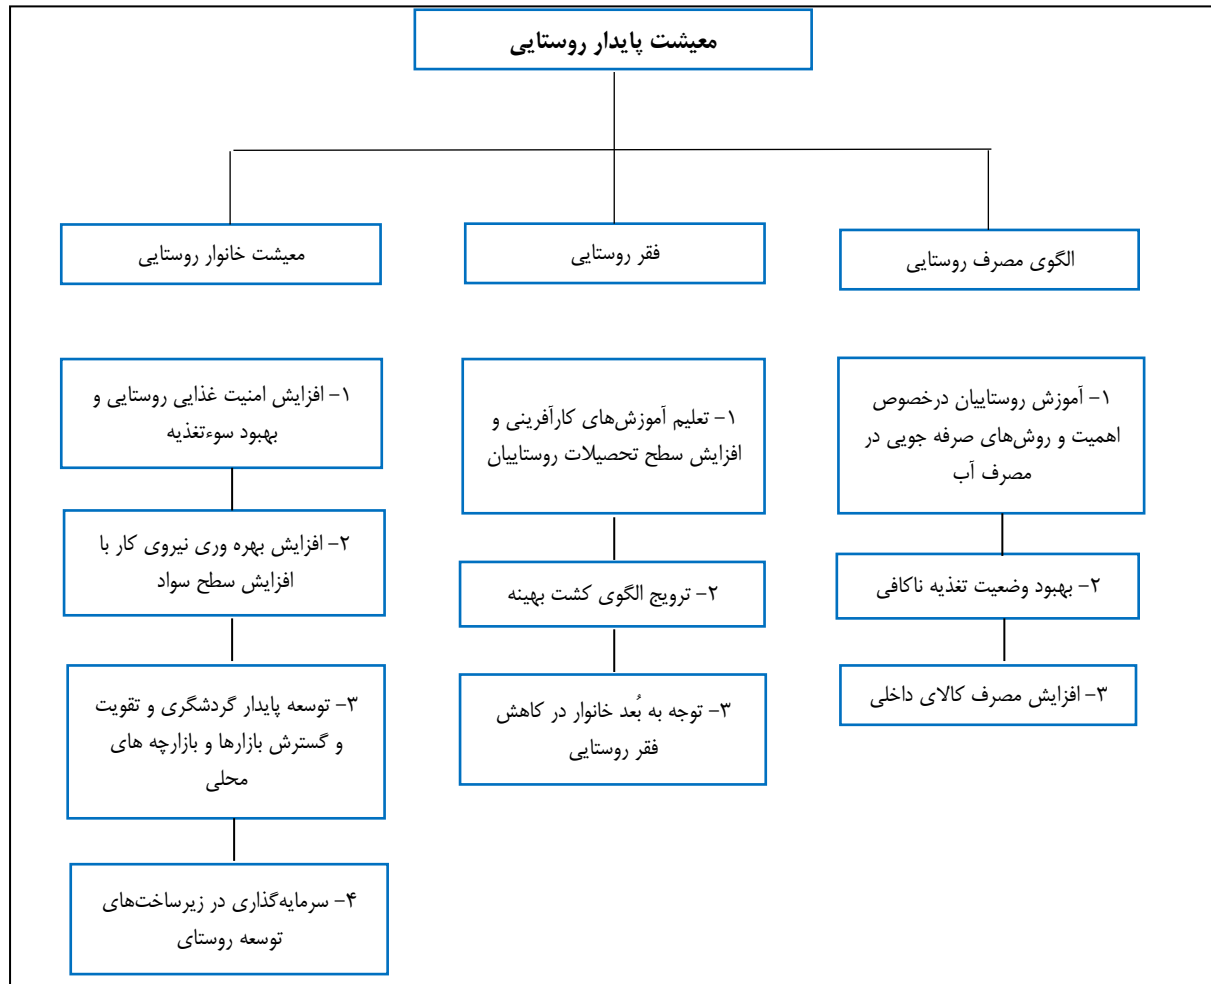 معیشت پایدار روستایی
الگوی مصرف روستایی
فقر روستایی
معیشت خانوار روستایی
۱- آموزش روستاییان درخصوص
اهمیت و روش‌های صرفه جویی در
مصرف آب
۲- بهبود وضعیت تغذیه ناکافی
۳- افزایش مصرف کالای داخلی
۱- تعلیم آموزش‌های کارآفرینی و
افزایش سطح تحصیلات روستاییان
۲- ترویج الگوی کشت بهینه
۳- توجه به بُعد خانوار در کاهش
فقر روستایی
۱- افزایش امنیت غذایی روستایی و
بهبود سوءتغذیه
۲- افزایش بهره وری نیروی کار با
افزایش سطح سواد
۳- توسعه پایدار گردشگری و تقویت
و گسترش بازارها و بازارچه های
محلی
۴- سرمایه‌گذاری در زیرساخت‌های
توسعه روستای